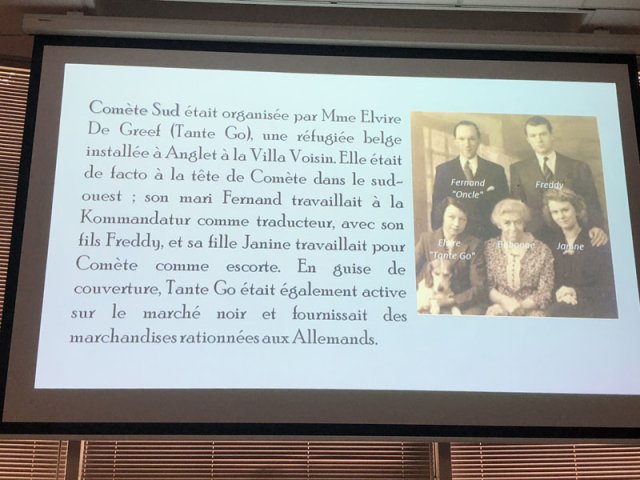 Comète Sud était organisée par Mme Elvire
De Greef (Tante Go), une réfugiée belge
installée à Anglet à la Villa Voisin. Elle était
de facto à la tête de Comète dans le sud-
ouest ; son mari Fernand travaillait à la
Kommandatur comme traducteur, avec son
fils Freddy, et sa fille Janine travaillait pour
Comète comme escorte. En guise de
couverture, Tante Go était également active
sur le marché noir et fournissait des
marchandises rationnées aux Allemands.
Fernand
"Oncle"
Freddy
Elvire
"Tante Go"
Bobonne
Janine